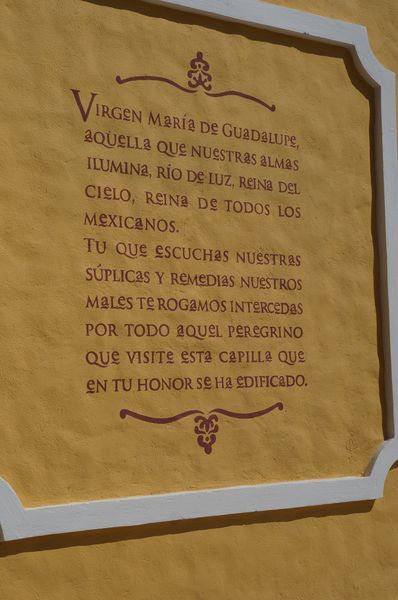 Virgen María de Guadalupe,
aquella que nuestras almas
ilumina, río de luz, reina del
cielo, reina de todos los
mexicanos.
Tu que escuchas nuestras
súplicas y remedias nuestros
males te rogamos intercedas
por todo aquel peregrino
que visite esta capilla que
en tu honor se ha edificado.